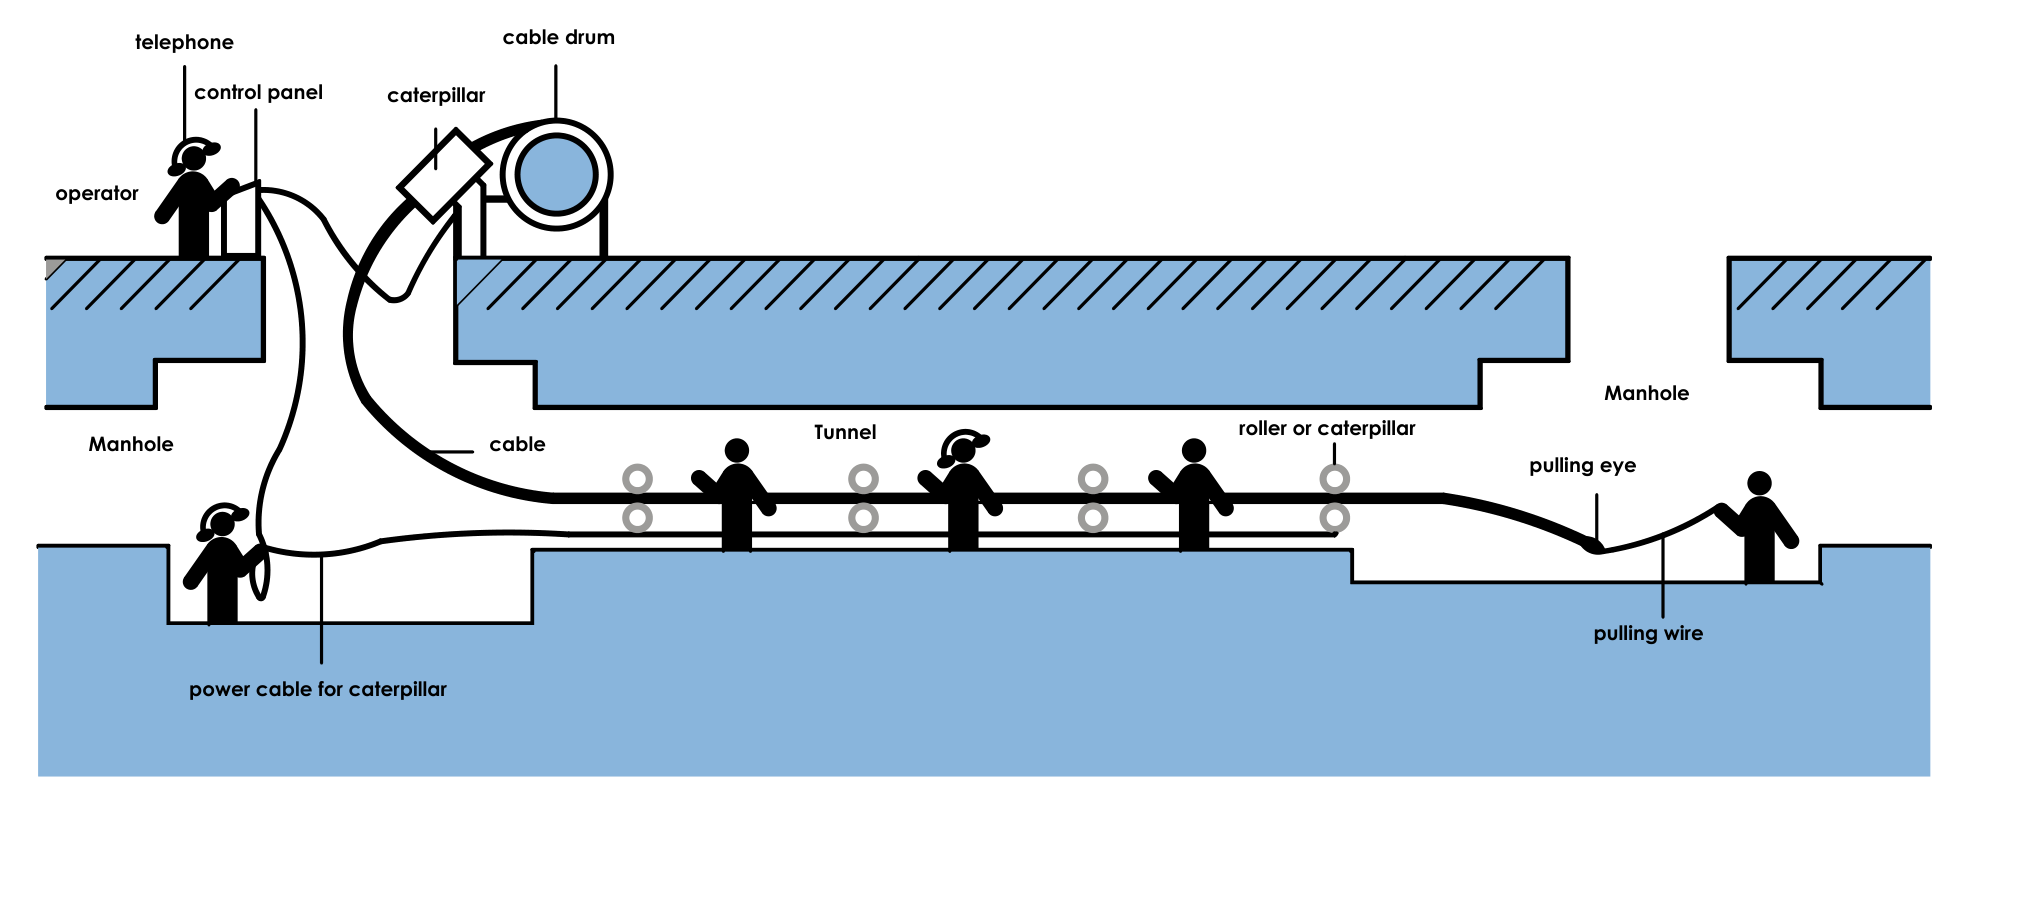 telephone
cable drum
control panel
caterpillar
operator
Manhole
Manhole
cable
Tunnel
roller or caterpillar
pulling eye
pulling wire
power cable for caterpillar